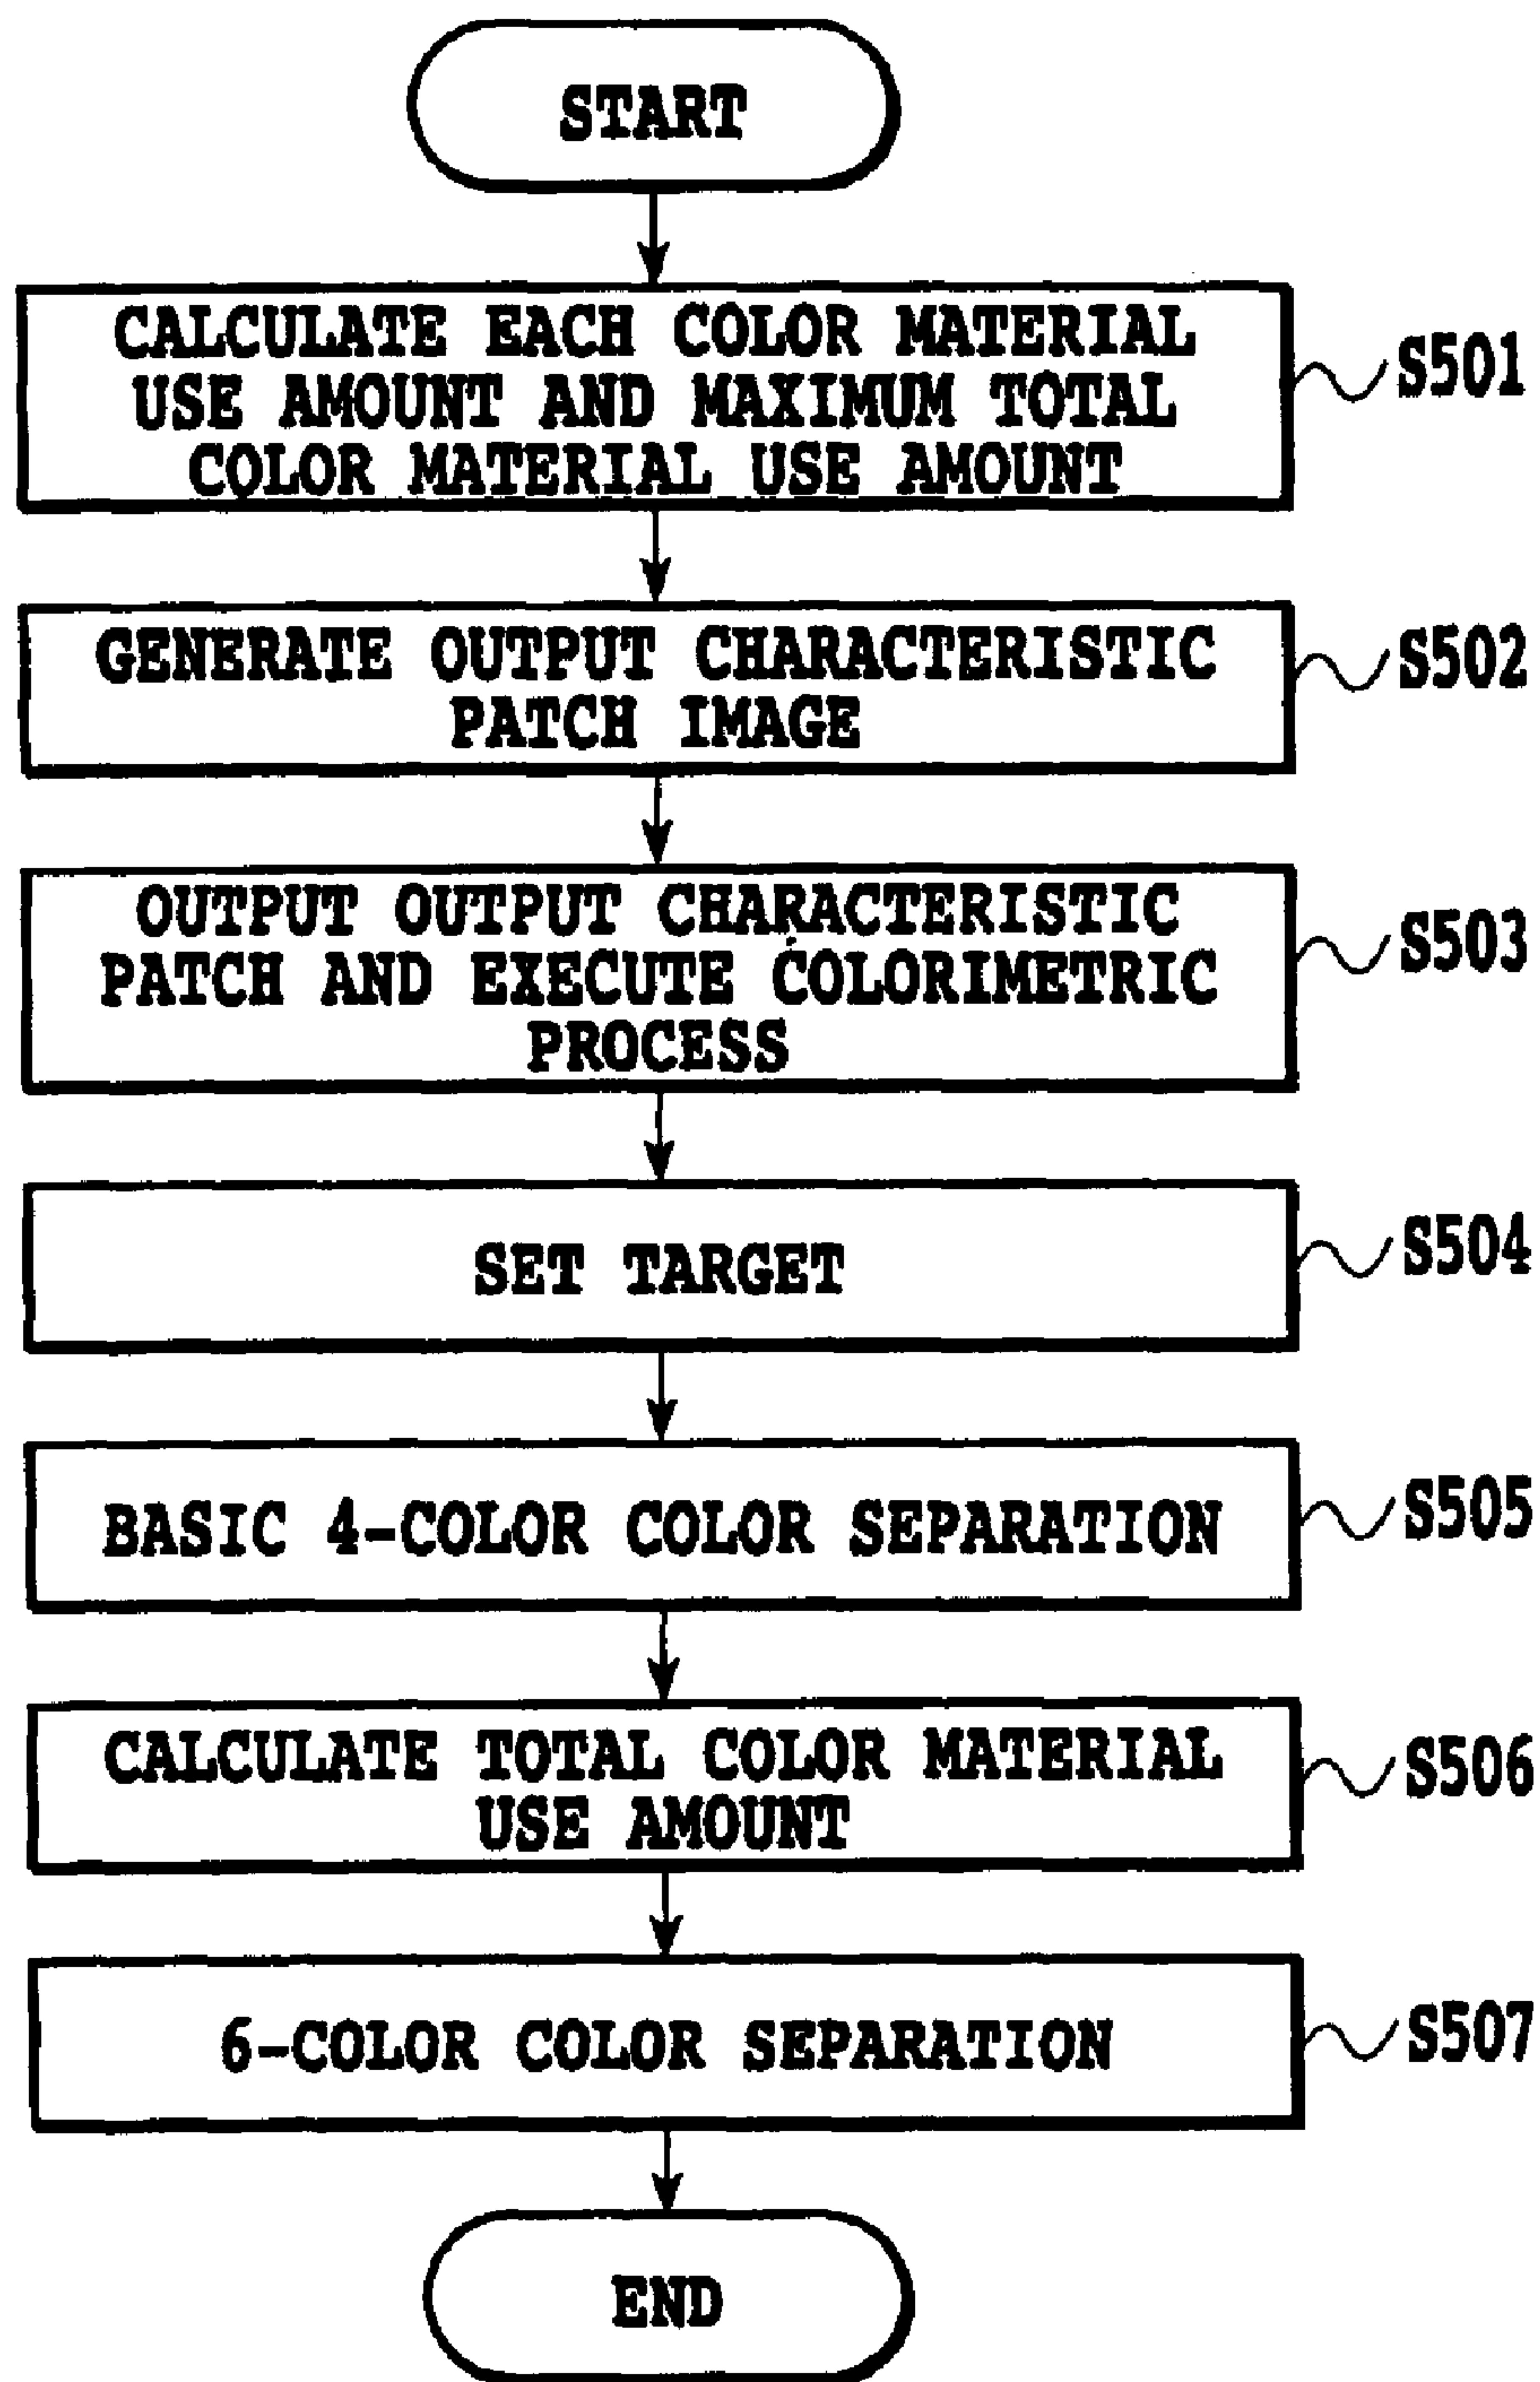 START
CALCULATE EACH COLOR MATERIAL
USE AMOUNT AND MAXIMUM TOTAL
COLOR MATERIAL USE AMOUNT
S501
GENERATE OUTPUT CHARACTERISTIC
PATCH IMAGE
S502
OUTPUT OUTPUT CHARACTERISTIC
PATCH AND EXECUTE COLORIMETRIC
PROCESS
S503
SET TARGET
S504
BASIC 4-COLOR COLOR SEPARATION
S505
CALCULATE TOTAL COLOR MATERIAL
USE AMOUNT
S506
6-COLOR COLOR SEPARATION
S507
END